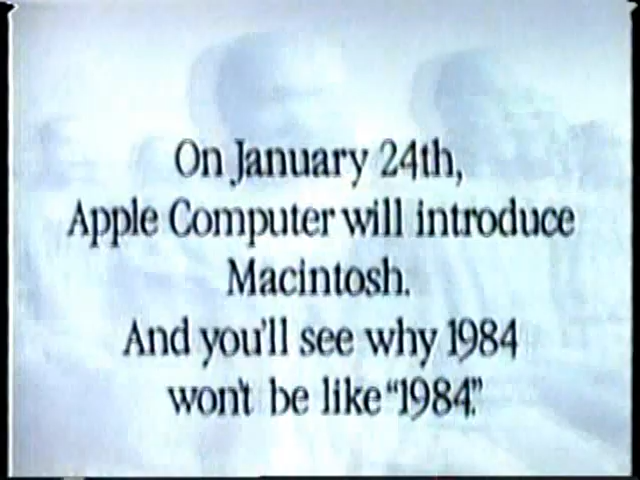 On January 24th,
Apple Computer will introduce
Macintosh.
And you'll see why 1984
won't be like "1984."